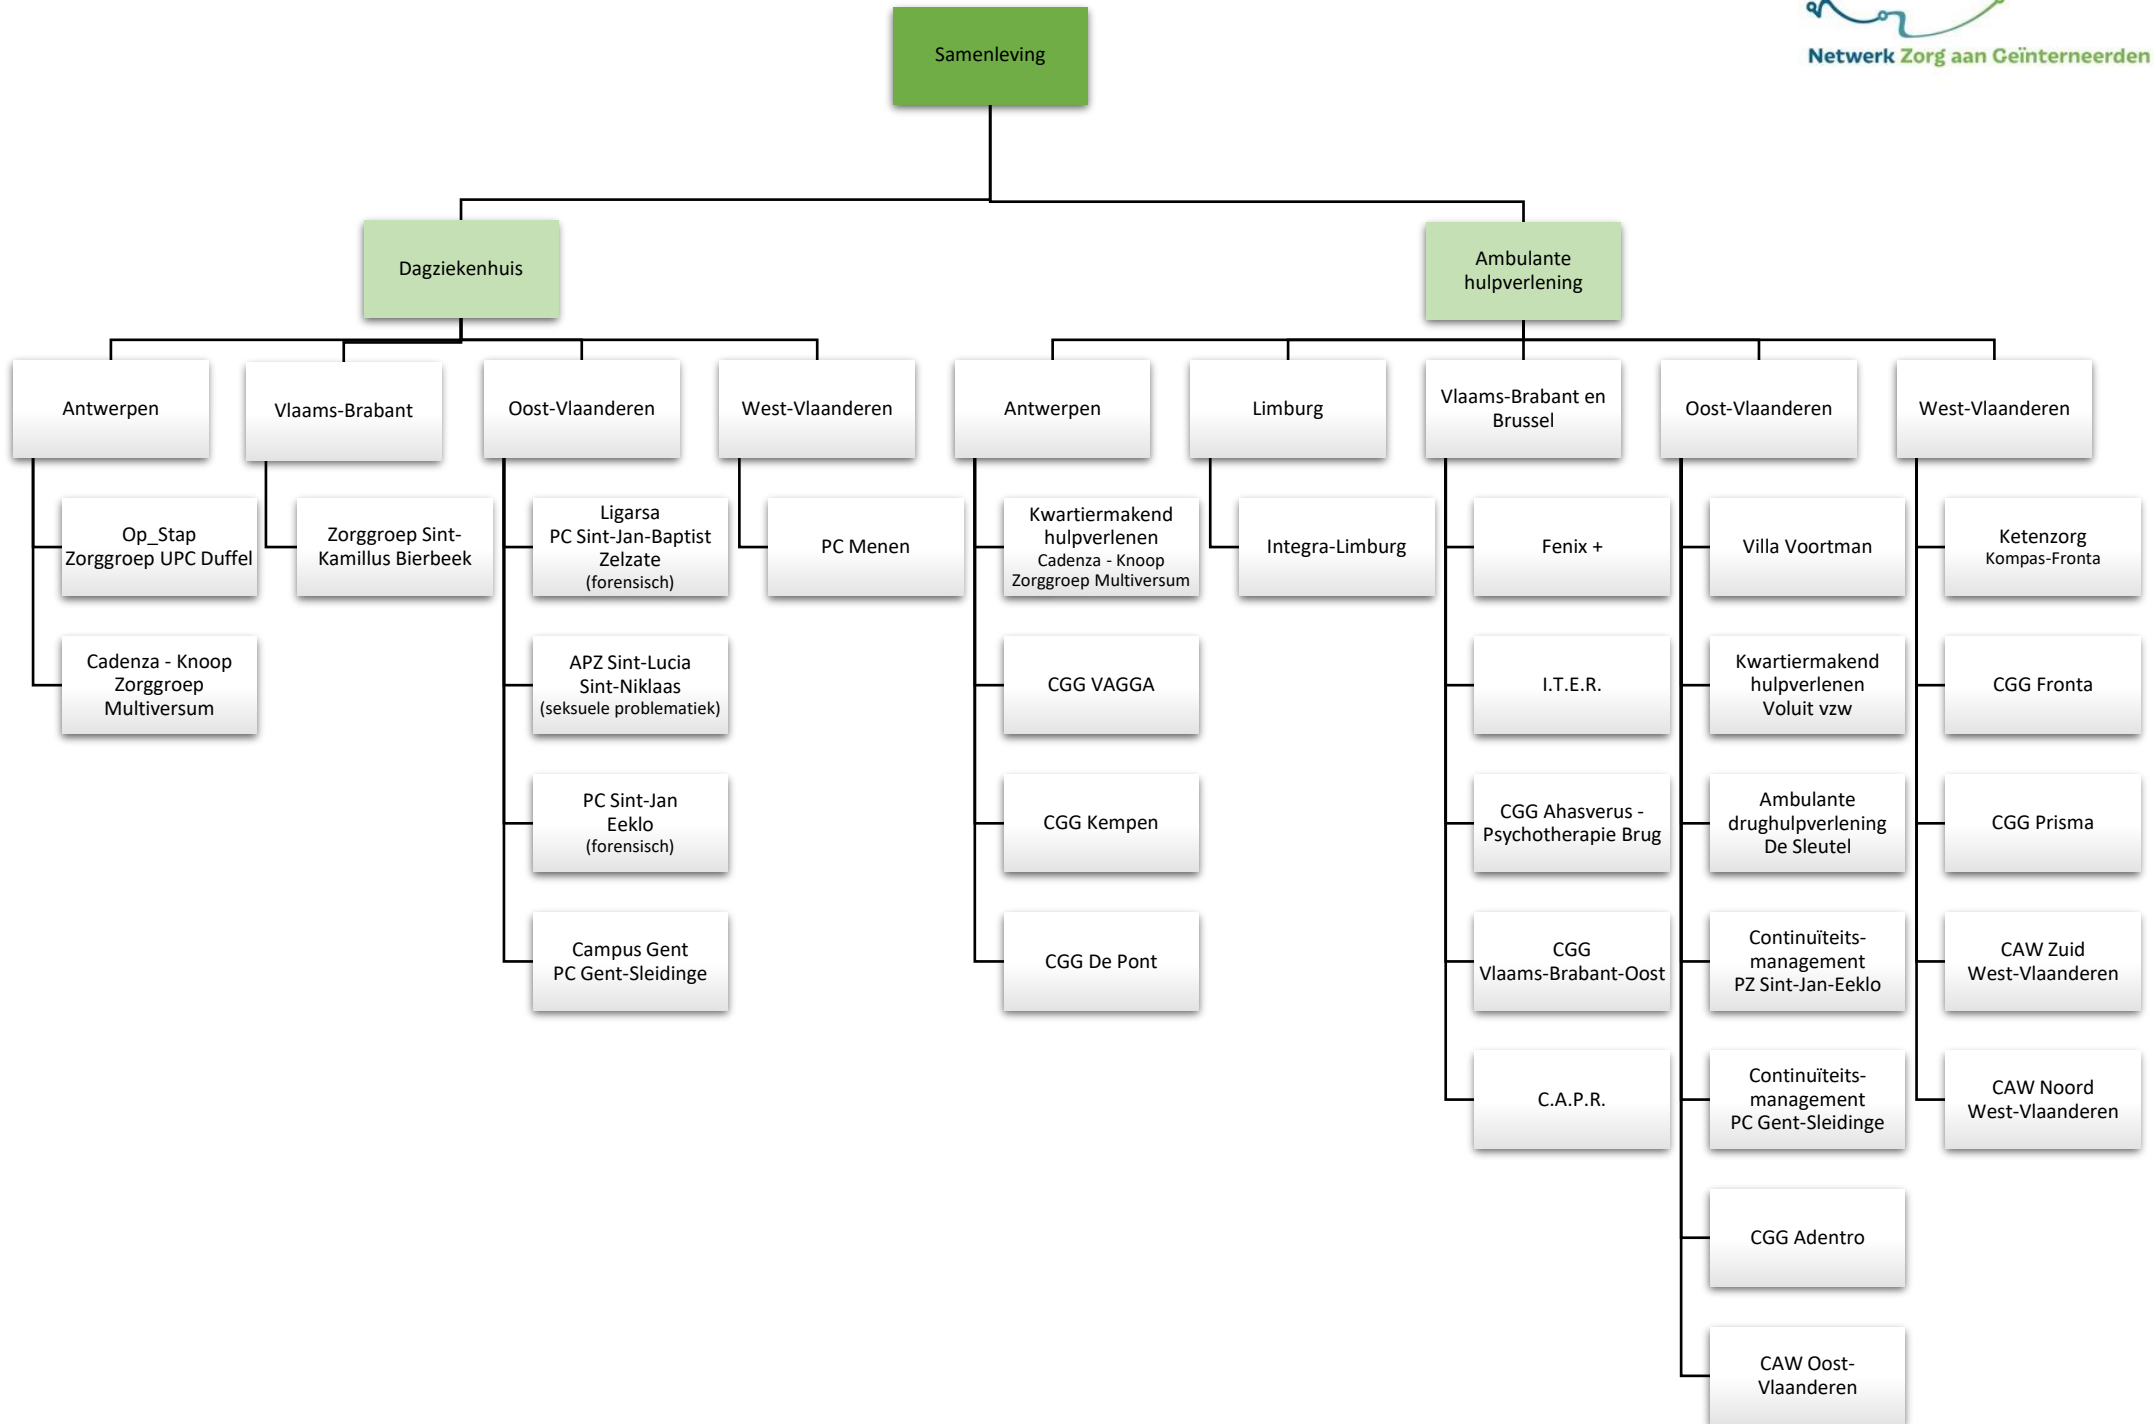 Netwerk Zorg aan Geïnterneerden
Samenleving
Dagziekenhuis
Ambulante
hulpverlening
Antwerpen
Op_Stap
Zorggroep UPC Duffel
Cadenza - Knoop
Zorggroep
Multiversum
Vlaams-Brabant
Zorggroep Sint-
Kamillus Bierbeek
Oost-Vlaanderen
Ligarsa
PC Sint-Jan-Baptist
Zelzate
(forensisch)
APZ Sint-Lucia
Sint-Niklaas
(seksuele problematiek)
PC Sint-Jan
Eeklo
(forensisch)
Campus Gent
PC Gent-Sleidinge
West-Vlaanderen
PC Menen
Antwerpen
Kwartiermakend
hulpverlenen
Cadenza - Knoop
Zorggroep Multiversum
CGG VAGGA
CGG Kempen
CGG De Pont
Limburg
Integra-Limburg
Vlaams-Brabant en
Brussel
Fenix +
I.T.E.R.
CGG Ahasverus -
Psychotherapie Brug
CGG
Vlaams-Brabant-Oost
C.A.P.R.
Oost-Vlaanderen
Villa Voortman
Kwartiermakend
hulpverlenen
Voluit vzw
Ambulante
drughulpverlening
De Sleutel
Continuïteits-
management
PZ Sint-Jan-Eeklo
Continuïteits-
management
PC Gent-Sleidinge
CGG Adentro
CAW Oost-
Vlaanderen
West-Vlaanderen
Ketenzorg
Kompas-Fronta
CGG Fronta
CGG Prisma
CAW Zuid
West-Vlaanderen
CAW Noord
West-Vlaanderen